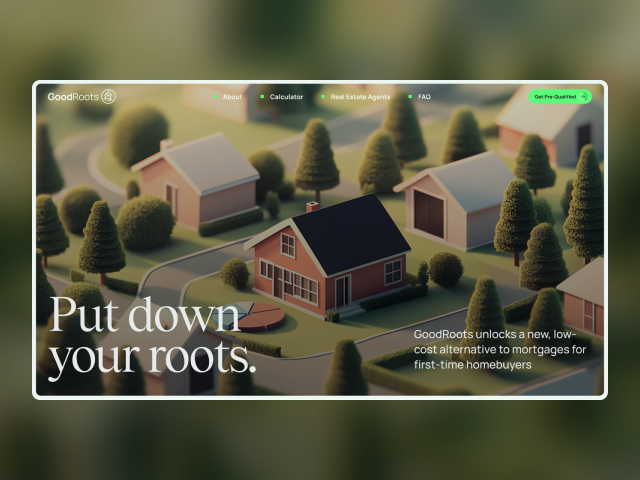 GoodRoots
About
Calculator
Real Estate Agents
FAQ
Get Pre-Qualified
Put down
your roots.
GoodRoots unlocks a new, low-
cost alternative to mortgages for
first-time homebuyers